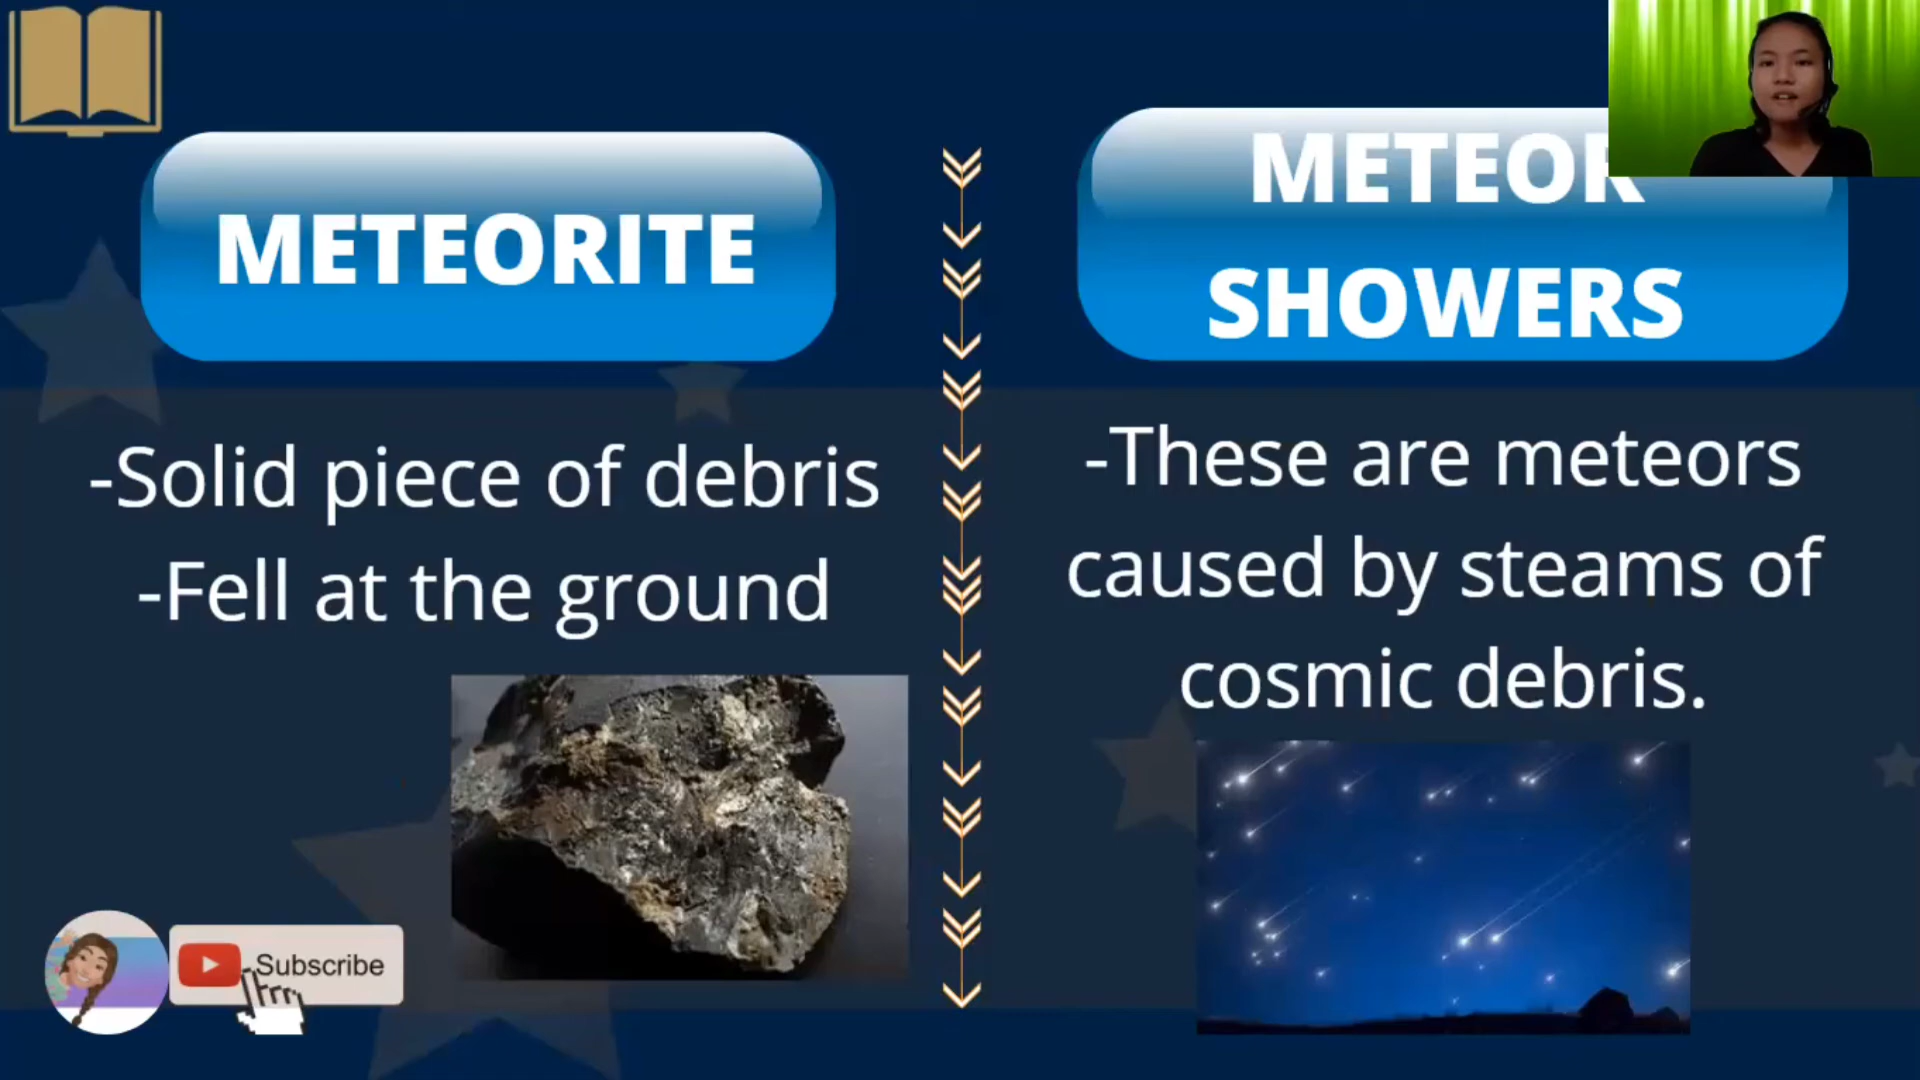 METEORITE
-Solid piece of debris
-Fell at the ground
METEOR
SHOWERS
-These are meteors
caused by steams of
cosmic debris.
Subscribe